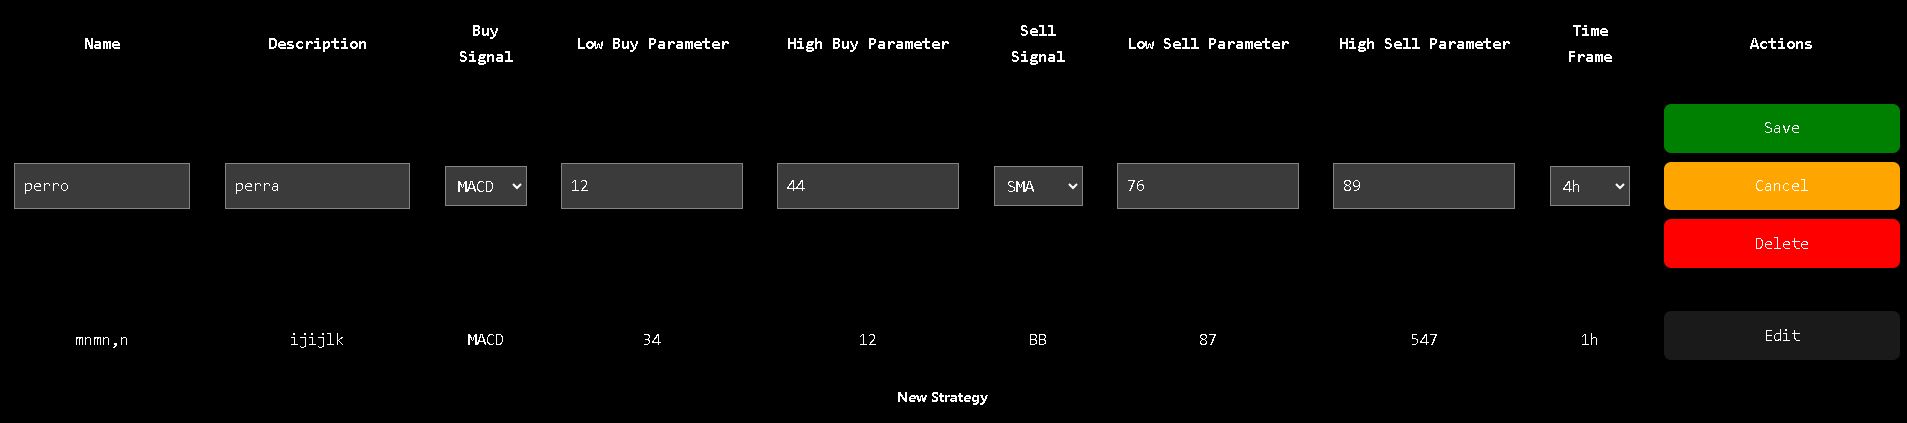 Name Description Buy Signal Low Buy Parameter High Buy Parameter Sell Signal Low Sell Parameter High Sell Parameter Time Frame Actions
Save
perro perra MACD 12 44 SMA 76 89 4h Cancel
Delete
mnmn,n ijijlk MACD 34 12 BB 87 547 1h Edit
New Strategy